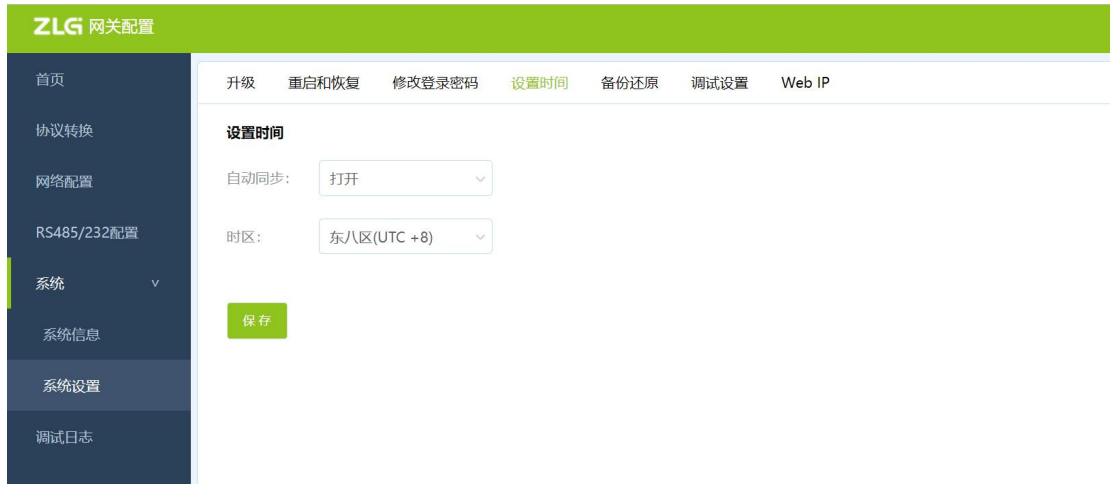 ZLG 网关配置
首页
协议转换
网络配置
RS485/232配置
系统
系统信息
系统设置
调试日志
升级 重启和恢复 修改登录密码 设置时间 备份还原 调试设置 Web IP
设置时间
自动同步: 打开
时区: 东八区(UTC +8)
保存